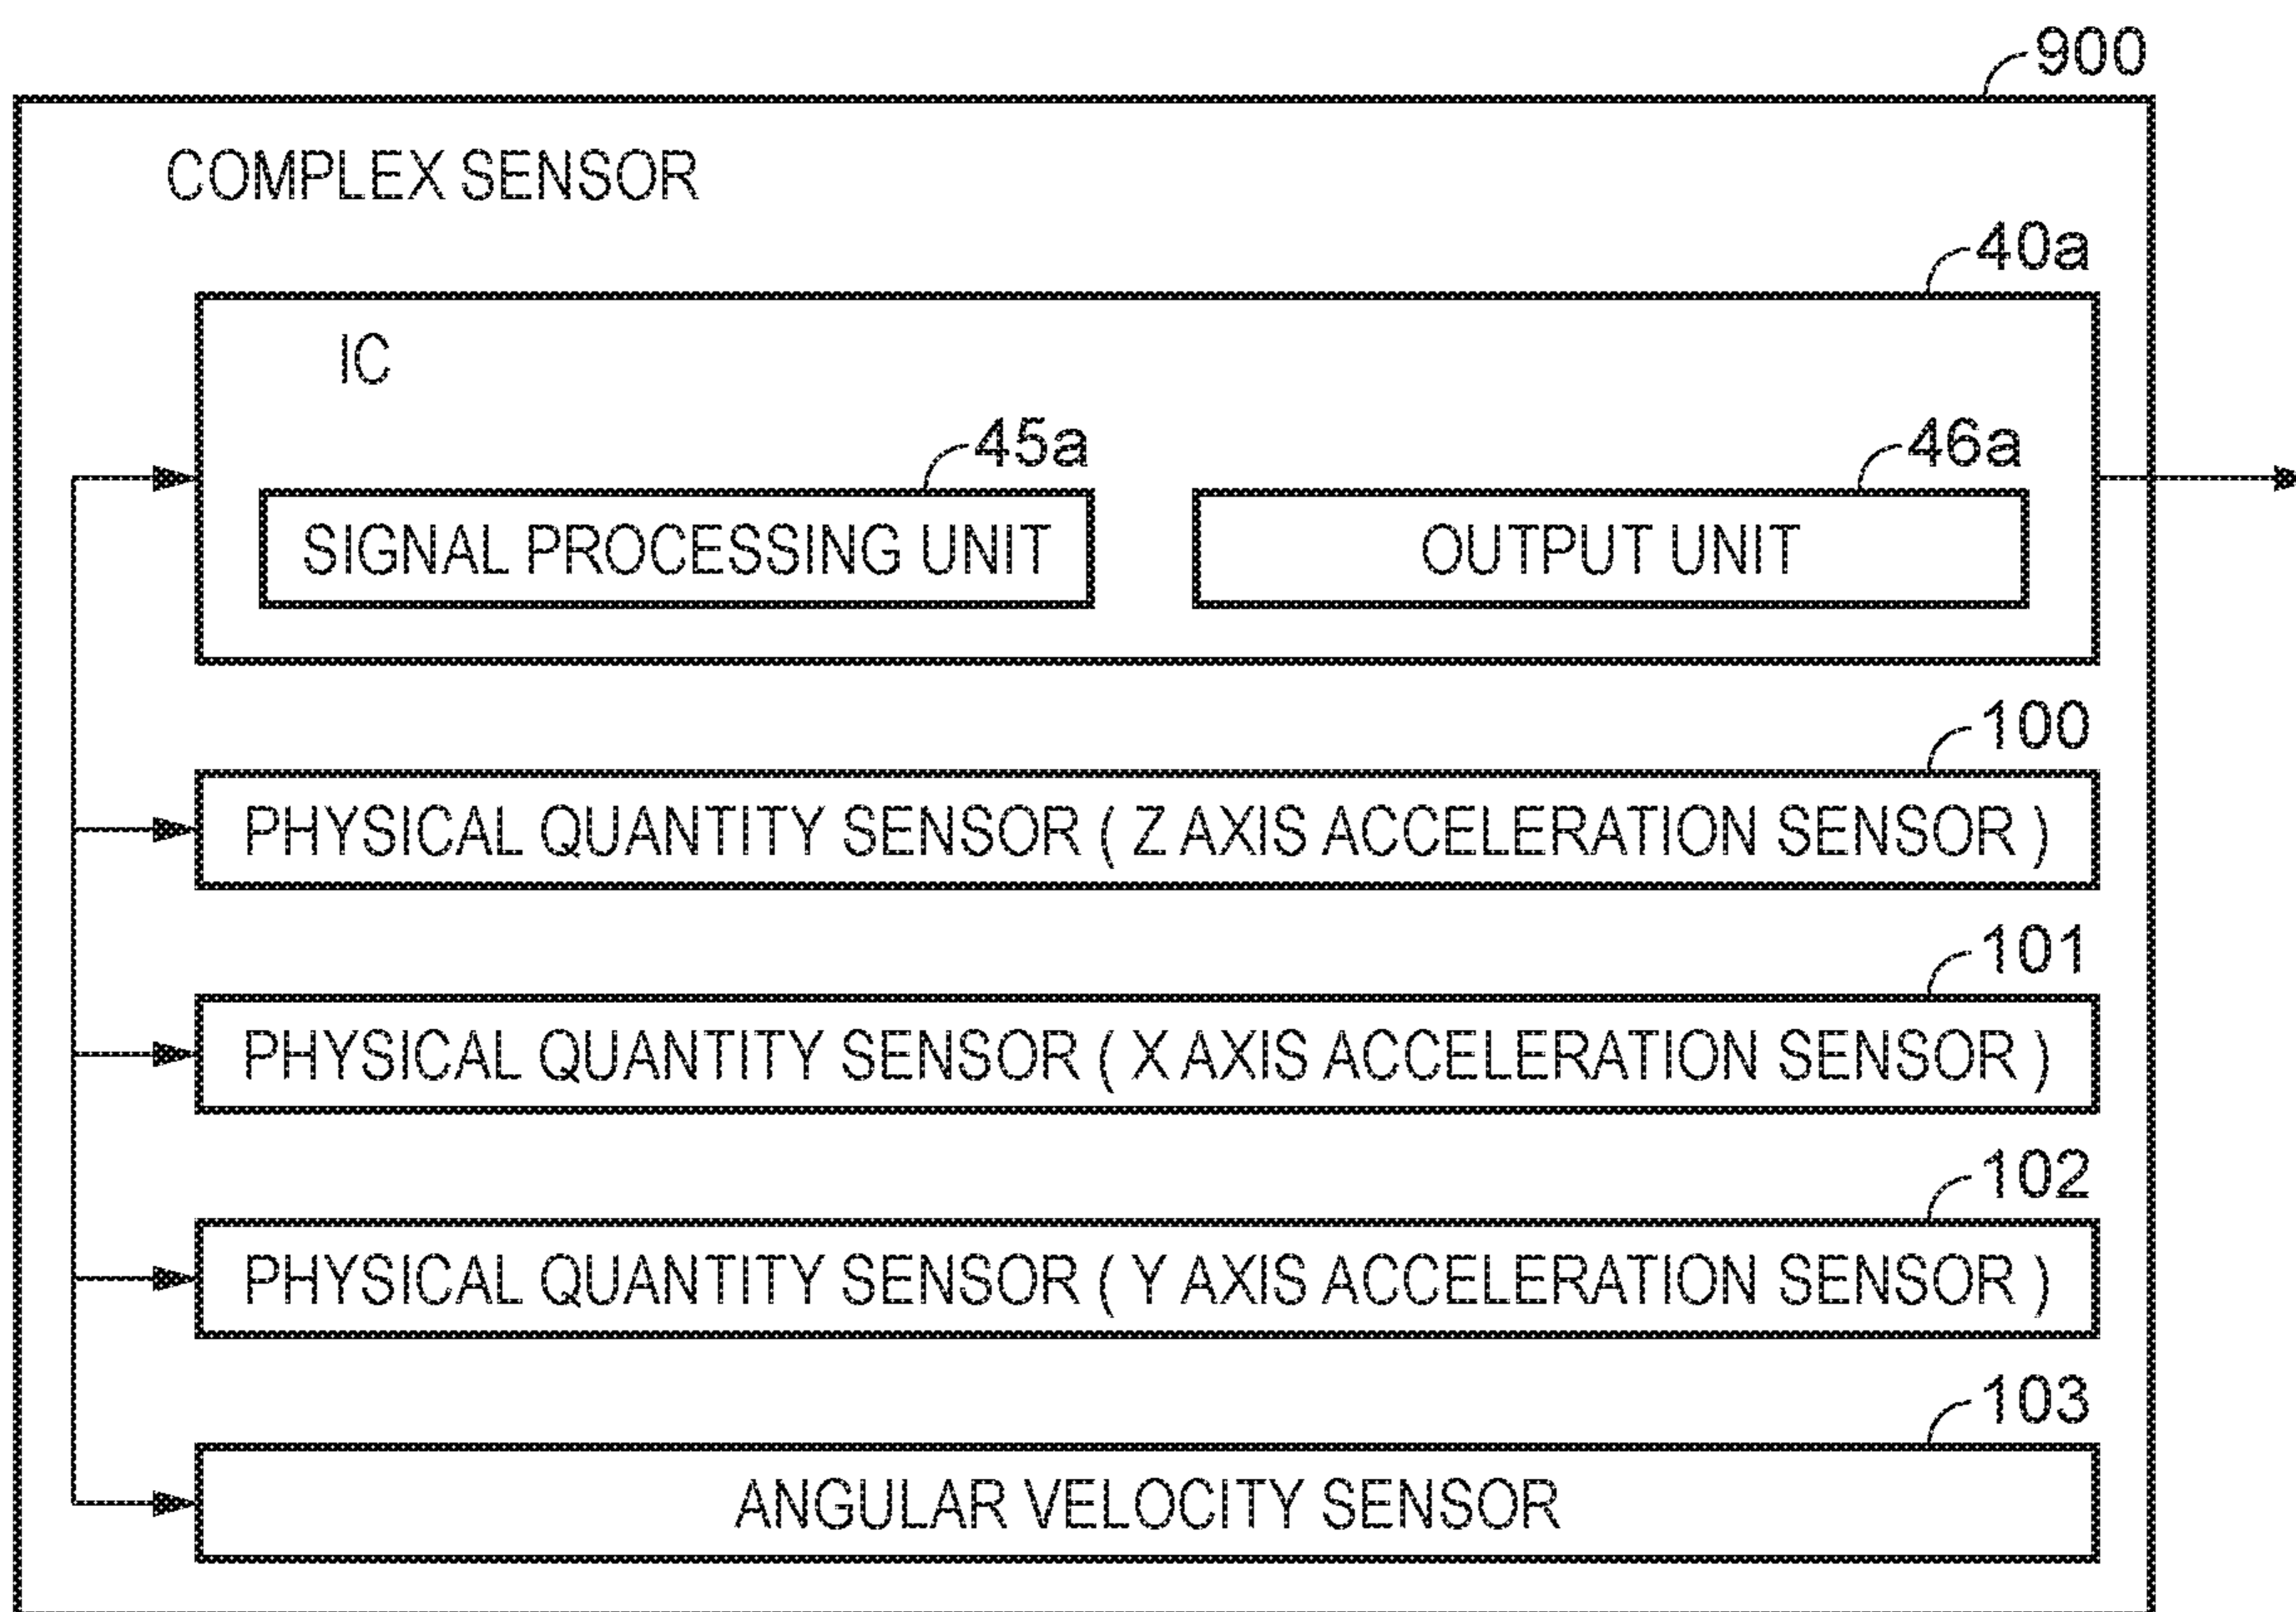 900
COMPLEX SENSOR
40a
IC
45a
46a
SIGNAL PROCESSING UNIT
OUTPUT UNIT
100
PHYSICAL QUANTITY SENSOR ( Z AXIS ACCELERATION SENSOR )
101
PHYSICAL QUANTITY SENSOR ( X AXIS ACCELERATION SENSOR )
102
PHYSICAL QUANTITY SENSOR ( Y AXIS ACCELERATION SENSOR )
103
ANGULAR VELOCITY SENSOR